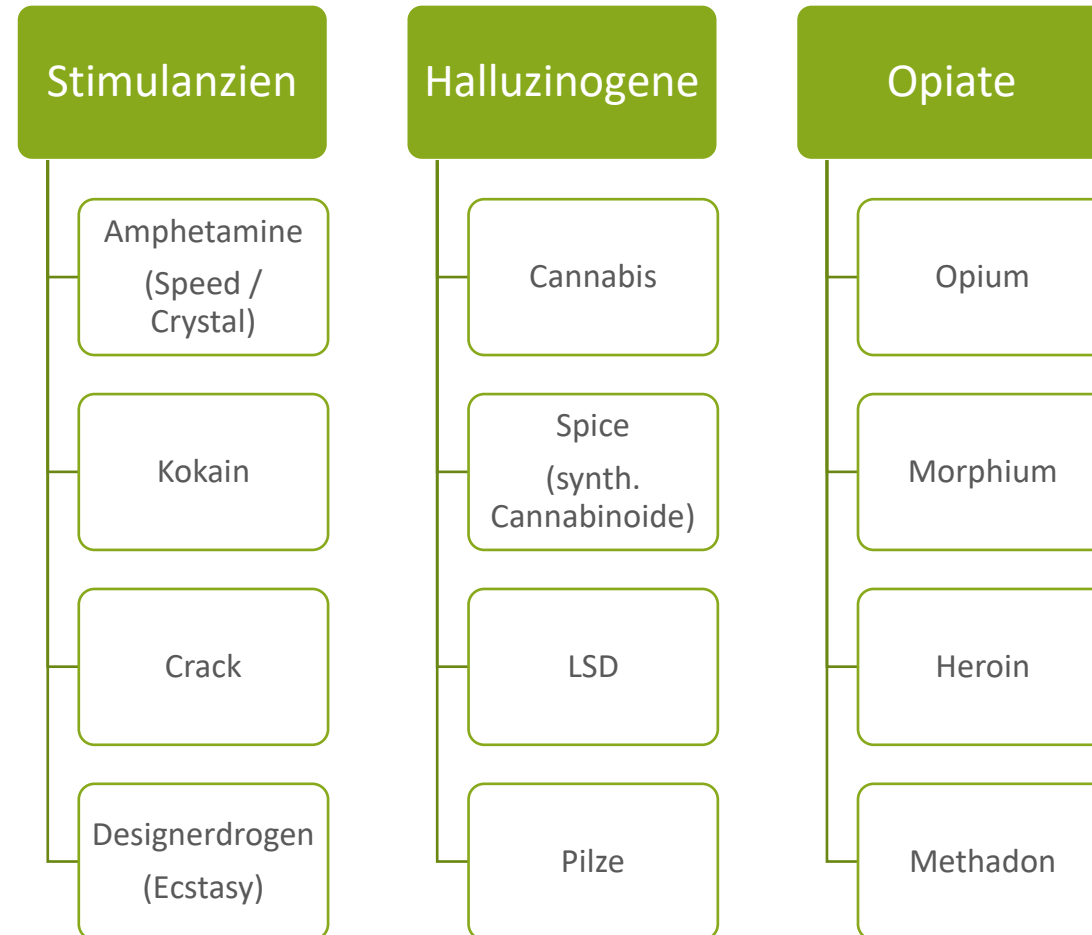 Stimulanzien
Amphetamine
(Speed /
Crystal)
Kokain
Crack
Designerdrogen
(Ecstasy)
Halluzinogene
Cannabis
Spice
(synth.
Cannabinoide)
LSD
Pilze
Opiate
Opium
Morphium
Heroin
Methadon